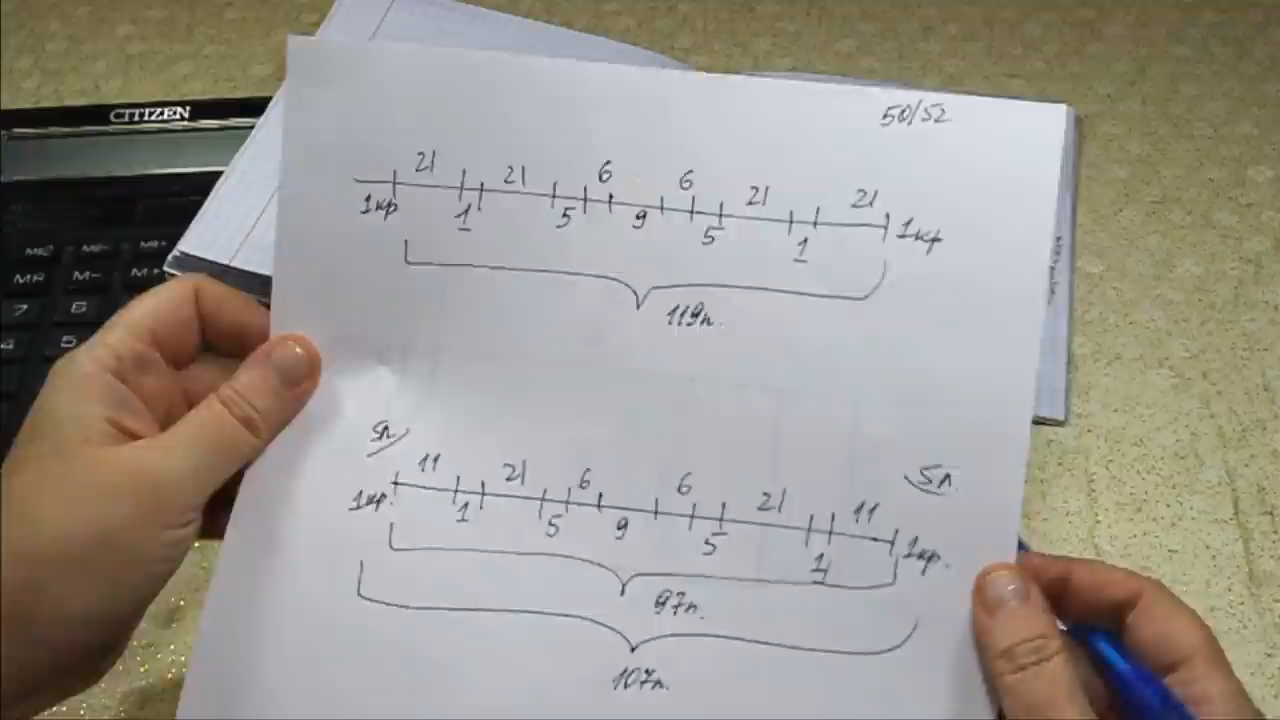 CITIZEN
50/52
21 21 6 6 21 21
1кр 1 5 9 5 1 1кр
119п.
5п 5п.
11 21 6 6 21 11
1кр. 1 5 9 5 1 1кр.
97п.
107п.